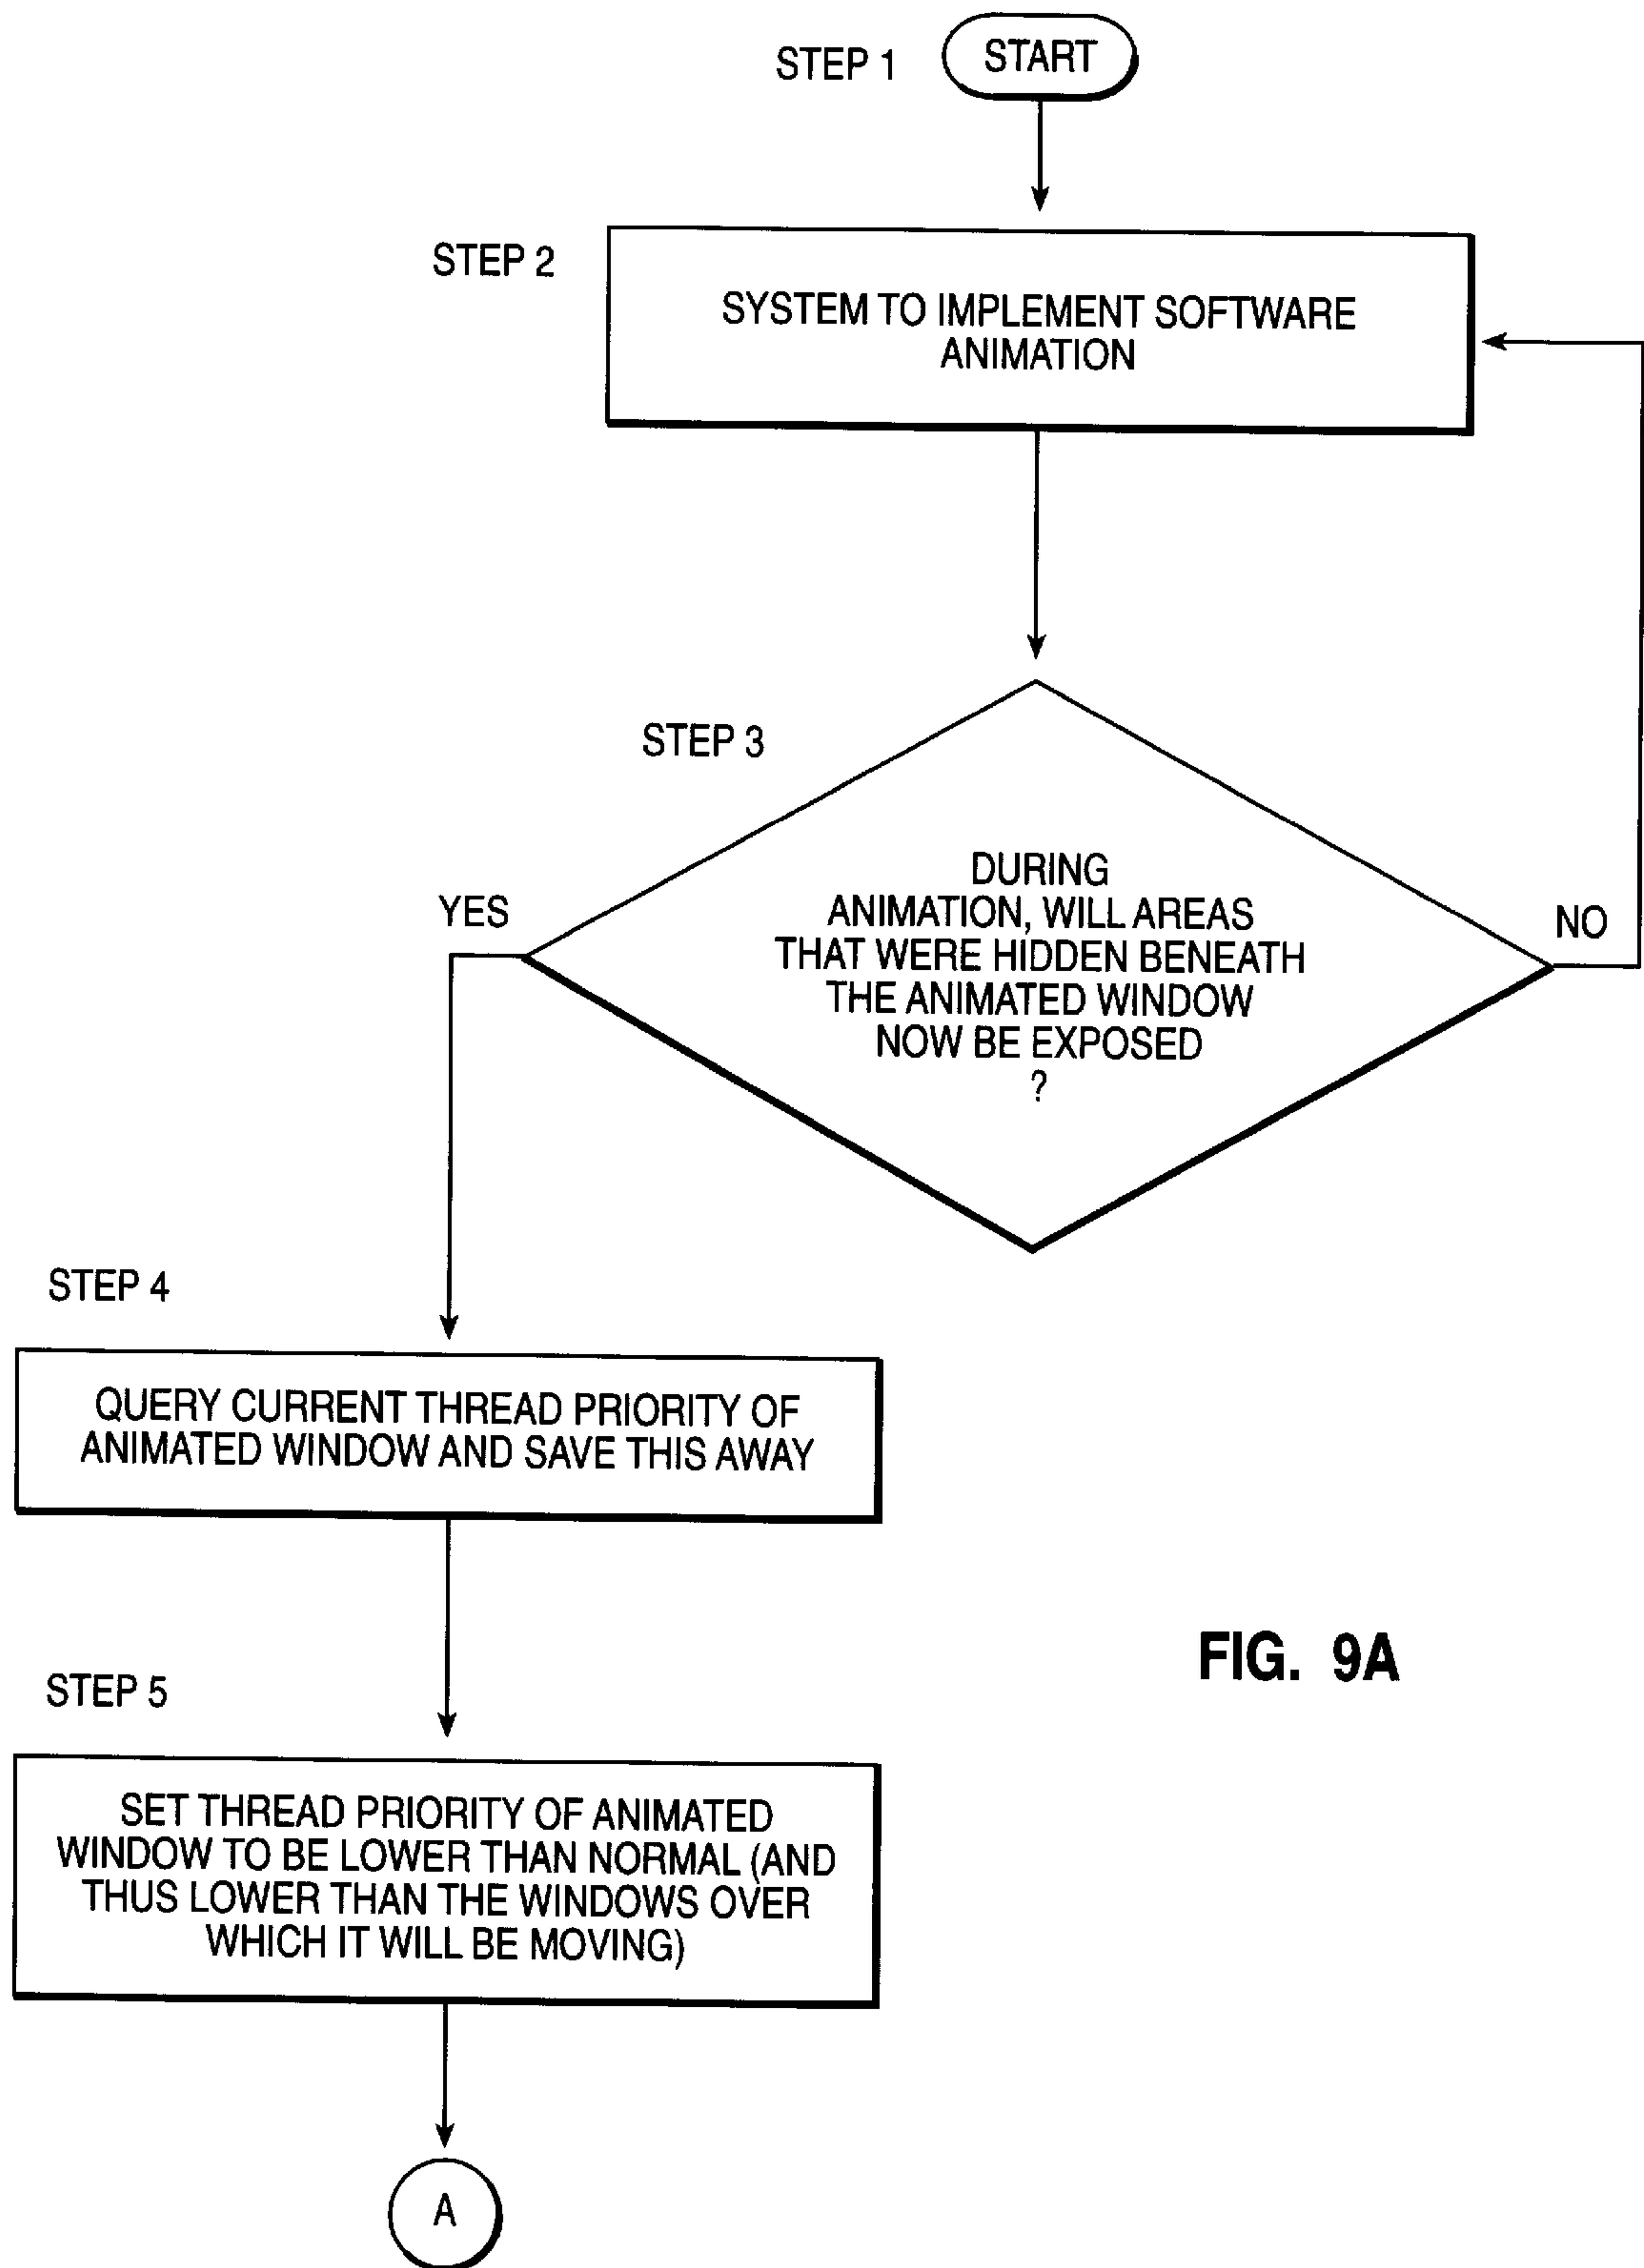 STEP 1
START
STEP 2
SYSTEM TO IMPLEMENT SOFTWARE
ANIMATION
STEP 3
DURING
ANIMATION, WILL AREAS
THAT WERE HIDDEN BENEATH
THE ANIMATED WINDOW
NOW BE EXPOSED
?
YES
NO
STEP 4
QUERY CURRENT THREAD PRIORITY OF
ANIMATED WINDOW AND SAVE THIS AWAY
STEP 5
SET THREAD PRIORITY OF ANIMATED
WINDOW TO BE LOWER THAN NORMAL (AND
THUS LOWER THAN THE WINDOWS OVER
WHICH IT WILL BE MOVING)
A
FIG. 9A